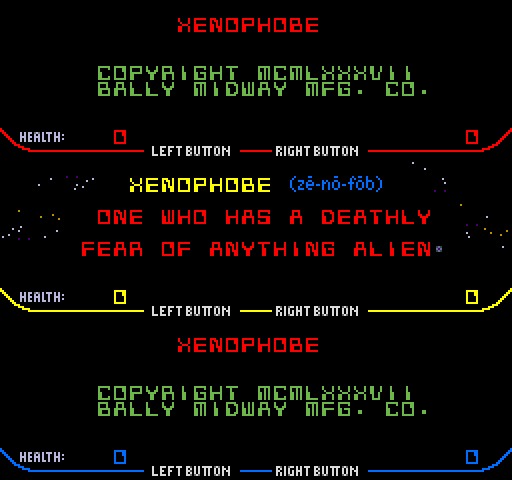 XENOPHOBE
COPYRIGHT MCMLXXXVII
BALLY MIDWAY MFG. CO.
HEALTH: 0 0
LEFT BUTTON RIGHT BUTTON
XENOPHOBE (zē-nō-fōb)
ONE WHO HAS A DEATHLY
FEAR OF ANYTHING ALIEN.
HEALTH: 0 0
LEFT BUTTON RIGHT BUTTON
XENOPHOBE
COPYRIGHT MCMLXXXVII
BALLY MIDWAY MFG. CO.
HEALTH: 0 0
LEFT BUTTON RIGHT BUTTON